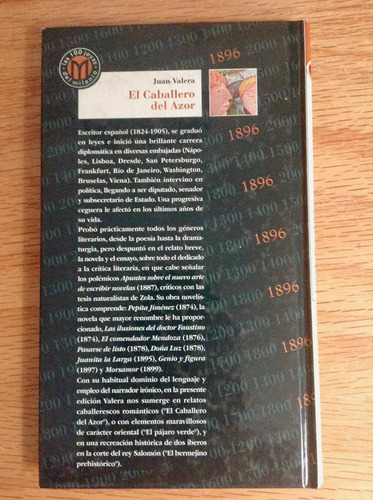 las 100 joyas
del milenio
M
Juan Valera
El Caballero
del Azor
Escritor español (1824-1905), se graduó
en leyes e inició una brillante carrera
diplomática en diversas embajadas (Nápo-
les, Lisboa, Dresde, San Petersburgo,
Frankfurt, Río de Janeiro, Washington,
Bruselas, Viena). También intervino en
política, llegando a ser diputado, senador
y subsecretario de Estado. Una progresiva
ceguera le afectó en los últimos años de
su vida.
Probó prácticamente todos los géneros
literarios, desde la poesía hasta la drama-
turgia, pero despuntó en el relato breve,
la novela y el ensayo, sobre todo el dedicado
a la crítica literaria, en que cabe señalar
los polémicos Apuntes sobre el nuevo arte
de escribir novelas (1887), críticos con las
tesis naturalistas de Zola. Su obra novelís-
tica comprende: Pepita Jiménez (1874), la
novela que mayor renombre le ha propor-
cionado, Las ilusiones del doctor Faustino
(1874), El comendador Mendoza (1876),
Pasarse de listo (1878), Doña Luz (1878),
Juanita la Larga (1895), Genio y figura
(1897) y Morsamor (1899).
Con su habitual dominio del lenguaje y
empleo del narrador irónico, en la presente
edición Valera nos sumerge en relatos
caballerescos románticos ("El Caballero
del Azor"), o con elementos maravillosos
de carácter oriental ("El pájaro verde"), y
en una recreación histórica de dos iberos
en la corte del rey Salomón ("El bermejino
prehistórico").
1896
1896
1896
1896
1896
1896
1896